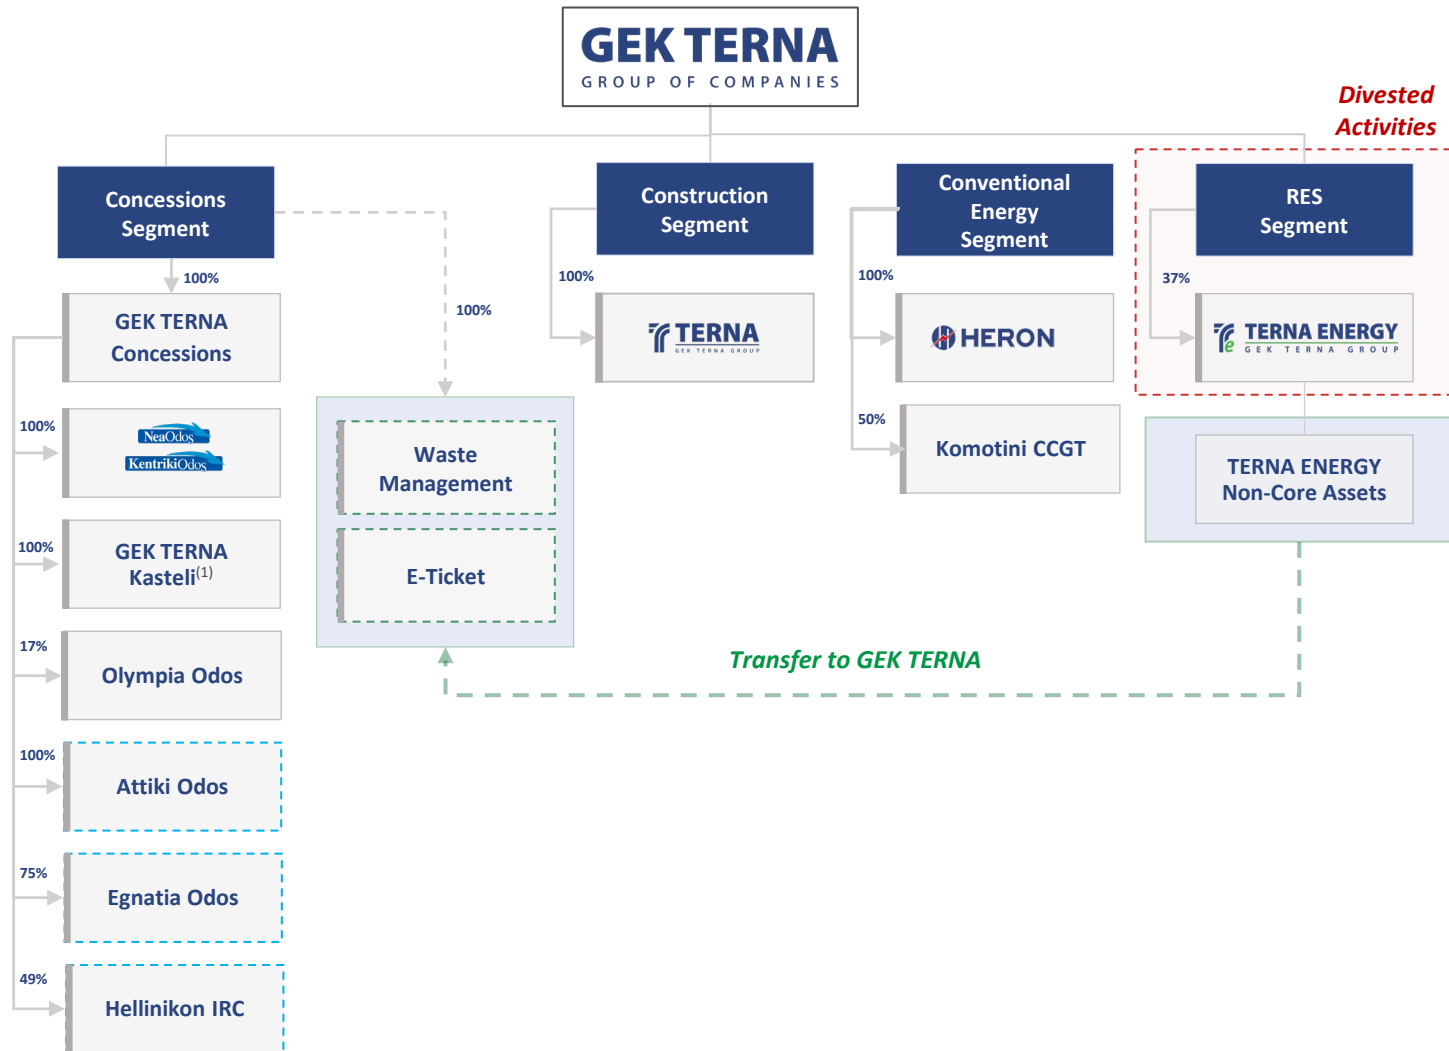 GEK TERNA
GROUP OF COMPANIES
Divested
Activities
Concessions
Segment
Construction
Segment
Conventional
Energy
Segment
RES
Segment
100%
100%
100%
100%
37%
GEK TERNA
Concessions
TERNA
GEK TERNA GROUP
HERON
TERNA ENERGY
GEK TERNA GROUP
100%
NeaOdos
KentrikiOdos
Waste
Management
50%
Komotini CCGT
TERNA ENERGY
Non-Core Assets
100%
GEK TERNA
Kasteli(1)
E-Ticket
17%
Olympia Odos
Transfer to GEK TERNA
100%
Attiki Odos
75%
Egnatia Odos
49%
Hellinikon IRC